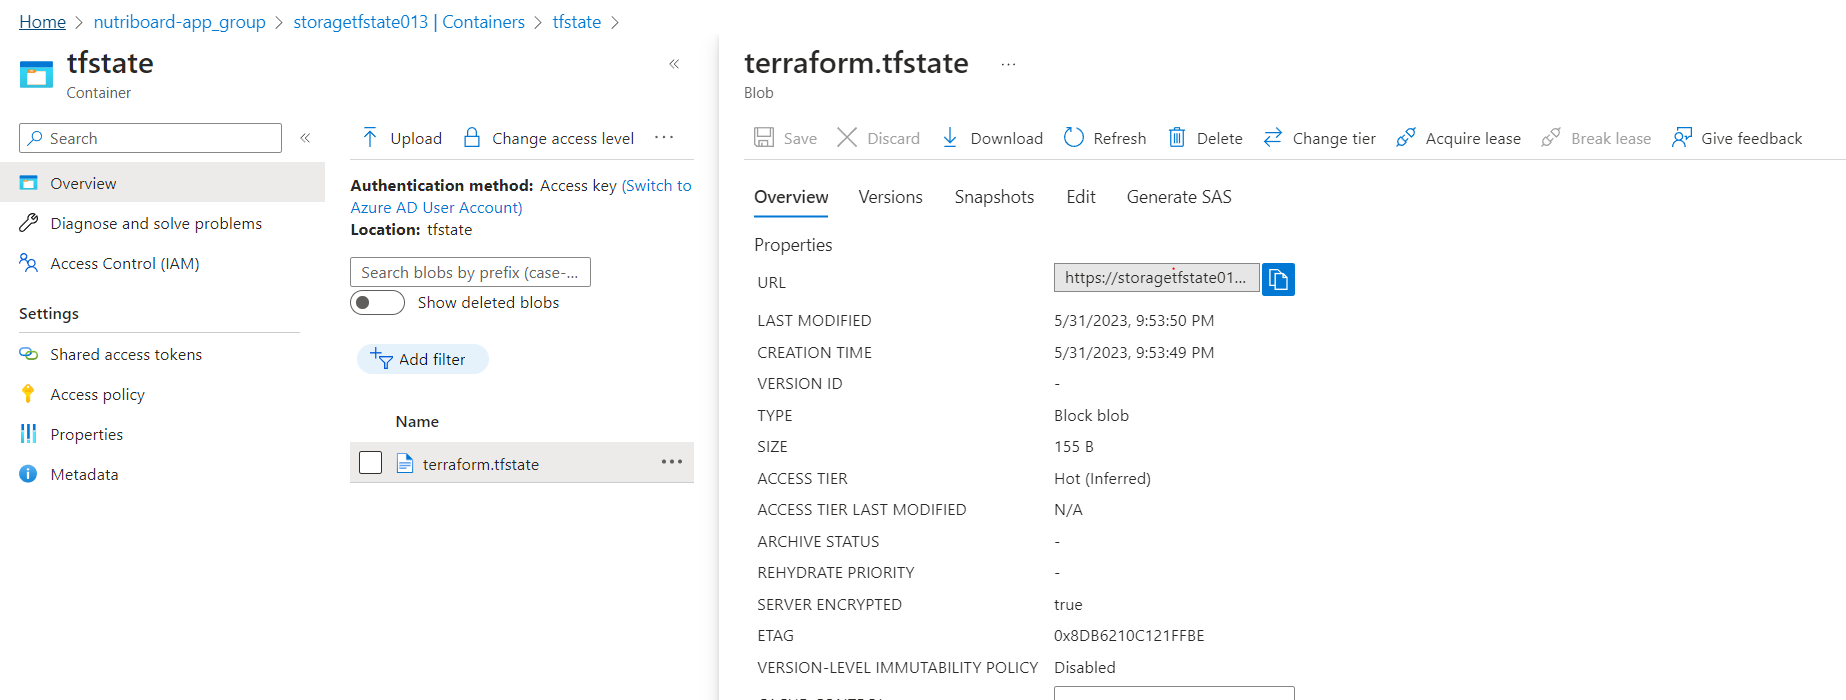 Home > nutriboard-app_group > storagetfstate013 | Containers > tfstate >
tfstate
Container
Search
Overview
Diagnose and solve problems
Access Control (IAM)
Settings
Shared access tokens
Access policy
Properties
Metadata
Upload Change access level ...
Authentication method: Access key (Switch to
Azure AD User Account)
Location: tfstate
Search blobs by prefix (case-...
Show deleted blobs
Add filter
Name
terraform.tfstate
terraform.tfstate ...
Blob
Save Discard Download Refresh Delete Change tier Acquire lease Break lease Give feedback
Overview Versions Snapshots Edit Generate SAS
Properties
URL https://storagetfstate01...
LAST MODIFIED 5/31/2023, 9:53:50 PM
CREATION TIME 5/31/2023, 9:53:49 PM
VERSION ID -
TYPE Block blob
SIZE 155 B
ACCESS TIER Hot (Inferred)
ACCESS TIER LAST MODIFIED N/A
ARCHIVE STATUS -
REHYDRATE PRIORITY -
SERVER ENCRYPTED true
ETAG 0x8DB6210C121FFBE
VERSION-LEVEL IMMUTABILITY POLICY Disabled